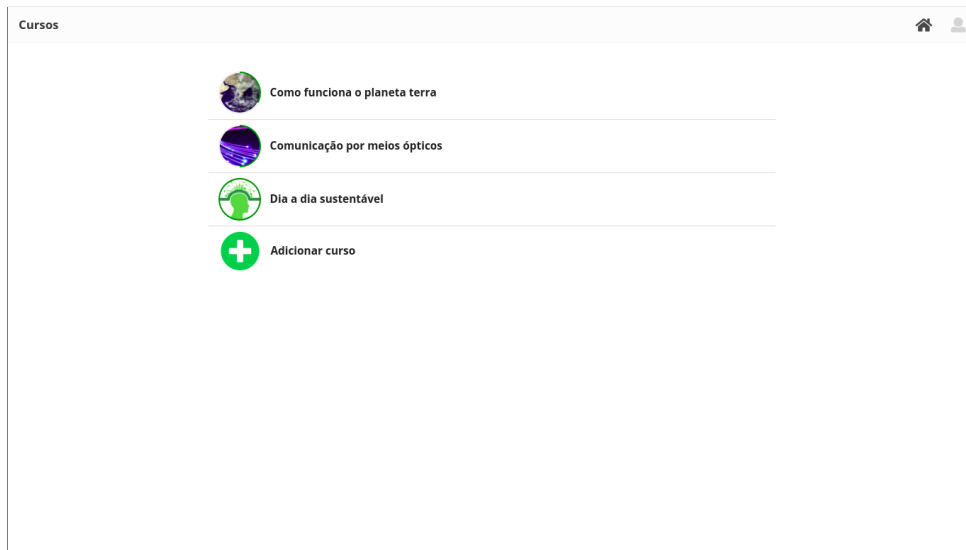 Cursos
Como funciona o planeta terra
Comunicação por meios ópticos
Dia a dia sustentável
Adicionar curso